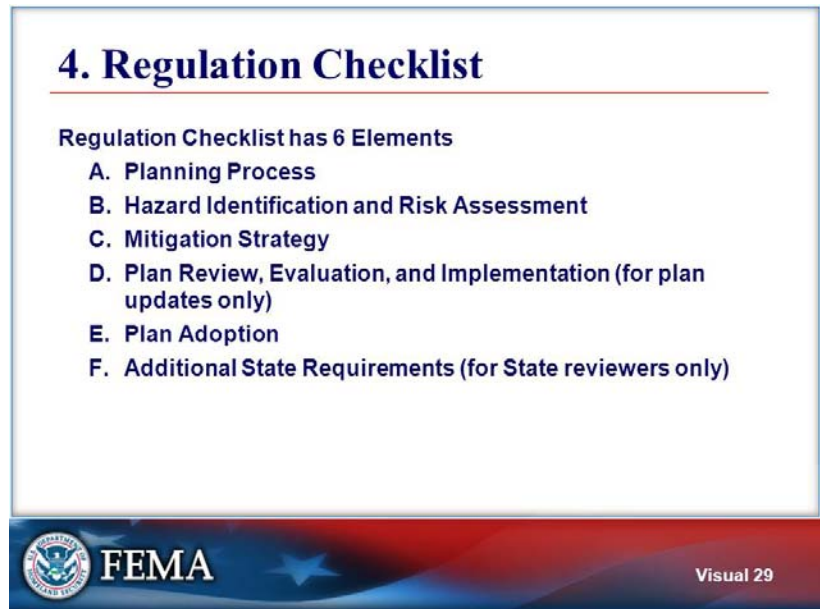 4. Regulation Checklist
Regulation Checklist has 6 Elements
A. Planning Process
B. Hazard Identification and Risk Assessment
C. Mitigation Strategy
D. Plan Review, Evaluation, and Implementation (for plan
updates only)
E. Plan Adoption
F. Additional State Requirements (for State reviewers only)
FEMA
Visual 29